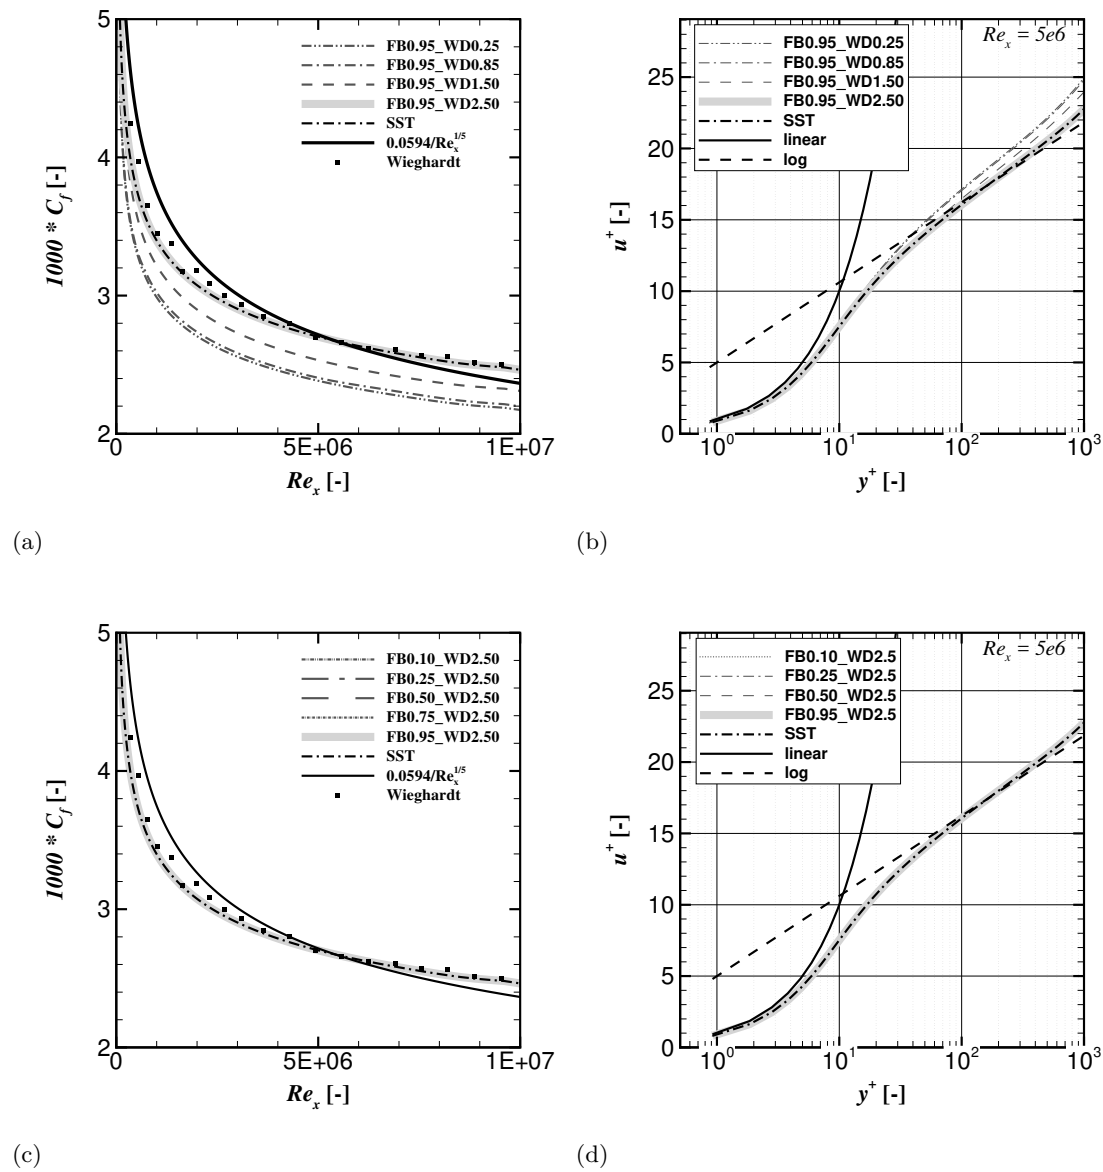 5
4
3
2
1000 * C_f [-]
0
5E+06
1E+07
Re_x [-]
FB0.95_WD0.25
FB0.95_WD0.85
FB0.95_WD1.50
FB0.95_WD2.50
SST
0.0594/Re_x^1/5
Wieghardt
(a)
25
20
15
10
5
0
u^+ [-]
10^0
10^1
10^2
10^3
y^+ [-]
FB0.95_WD0.25
FB0.95_WD0.85
FB0.95_WD1.50
FB0.95_WD2.50
SST
linear
log
Re_x = 5e6
(b)
5
4
3
2
1000 * C_f [-]
0
5E+06
1E+07
Re_x [-]
FB0.10_WD2.50
FB0.25_WD2.50
FB0.50_WD2.50
FB0.75_WD2.50
FB0.95_WD2.50
SST
0.0594/Re_x^1/5
Wieghardt
(c)
25
20
15
10
5
0
u^+ [-]
10^0
10^1
10^2
10^3
y^+ [-]
FB0.10_WD2.5
FB0.25_WD2.5
FB0.50_WD2.5
FB0.95_WD2.5
SST
linear
log
Re_x = 5e6
(d)